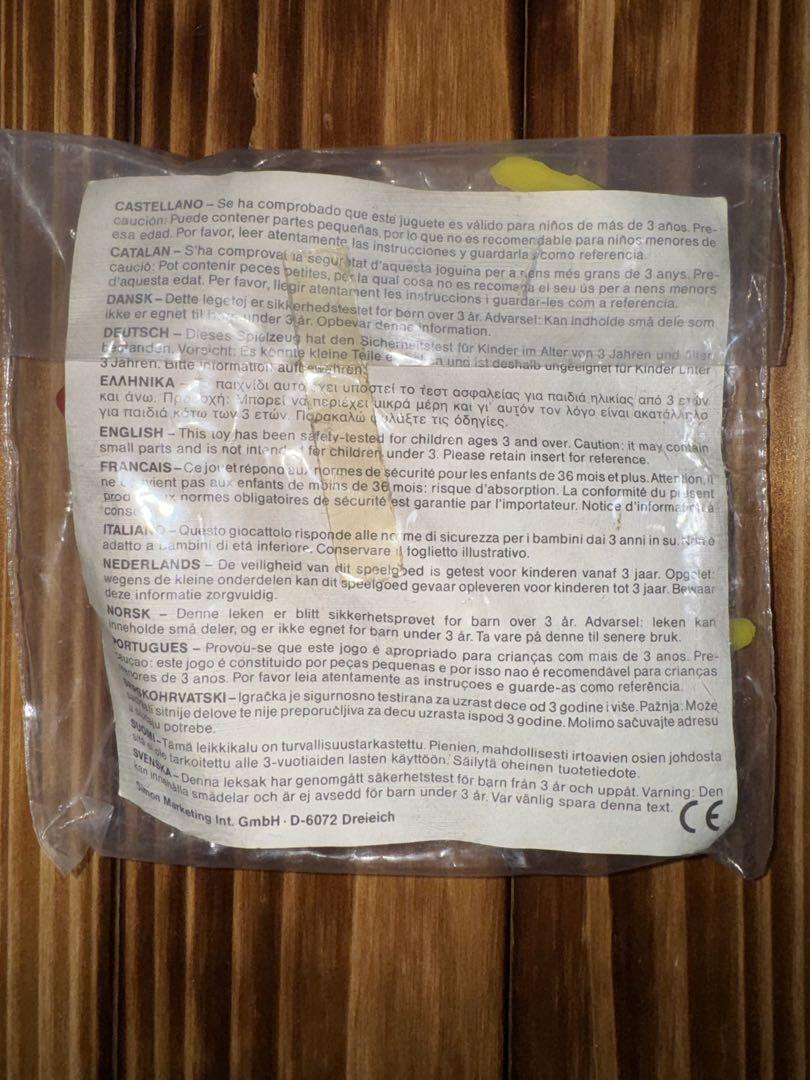 CASTELLANO – Se ha comprobado que este juguete es válido para niños de más de 3 años. Pre-
caución: Puede contener partes pequeñas, por lo que no es recomendable para niños menores de
esa edad. Por favor, leer atentamente las instrucciones y guardarla como referencia.
CATALAN – S'ha comprovat la seguretat d'aquesta joguina per a nens més grans de 3 anys. Pre-
caució: Pot contenir peces petites, per la qual cosa no es recomana el seu ús per a nens menors
d'aquesta edat. Per favor, llegir atentament les instruccions i guardar-les com a referència.
DANSK – Dette legetøj er sikkerhedstestet for børn over 3 år. Advarsel: Kan indholde små dele som
ikke er egnet til børn under 3 år. Opbevar denne information.
DEUTSCH – Dieses Spielzeug hat den Sicherheitstest für Kinder im Alter von 3 Jahren und älter
bestanden. Vorsicht: Es könnte kleine Teile enthalten und ist deshalb ungeeignet für Kinder unter
3 Jahren. Bitte Information aufbewahren.
ΕΛΛΗΝΙΚΑ – παιχνίδι αυτό έχει υποστεί το τεστ ασφαλείας για παιδιά ηλικίας από 3 ετών
και άνω. Προσοχή: Μπορεί να περιέχει μικρά μέρη και γι' αυτόν τον λόγο είναι ακατάλληλο
για παιδιά κάτω των 3 ετών. Παρακαλώ φυλάξτε τις όδηγίες.
ENGLISH – This toy has been safety-tested for children ages 3 and over. Caution: it may contain
small parts and is not intended for children under 3. Please retain insert for reference.
FRANCAIS – Ce jouet répond aux normes de sécurité pour les enfants de 36 mois et plus. Attention, il
ne convient pas aux enfants de moins de 36 mois: risque d'absorption. La conformité du présent
produit aux normes obligatoires de sécurité est garantie par l'importateur. Notice d'information à
ITALIANO – Questo giocattolo risponde alle norme di sicurezza per i bambini dai 3 anni in su. Non è
adatto a bambini di etá inferiore. Conservare il foglietto illustrativo.
NEDERLANDS – De veiligheid van dit speelgoed is getest voor kinderen vanaf 3 jaar. Opgelet:
wegens de kleine onderdelen kan dit speelgoed gevaar opleveren voor kinderen tot 3 jaar. Bewaar
deze informatie zorgvuldig.
NORSK – Denne leken er blitt sikkerhetsprøvet for barn over 3 år. Advarsel: leken kan
inneholde små deler, og er ikke egnet for barn under 3 år. Ta vare på denne til senere bruk.
PORTUGUES – Provou-se que este jogo é apropriado para crianças com mais de 3 anos. Pre-
cauçao: este jogo é constituido por peças pequenas e por isso nao é recomendável para crianças
menores de 3 anos. Por favor leia atentamente as instruçoes e guarde-as como referência.
SRPSKOHRVATSKI – Igračka je sigurnosno testirana za uzrast dece od 3 godine i više. Pažnja: Može
sadržati sitnije delove te nije preporučljiva za decu uzrasta ispod 3 godine. Molimo sačuvajte adresu
u slučaju potrebe.
SUOMI – Tämä leikkikalu on turvallisuustarkastettu. Pienien, mahdollisesti irtoavien osien johdosta
sitä ei ole tarkoitettu alle 3-vuotiaiden lasten käyttöön. Säilytä oheinen tuotetiedote.
SVENSKA – Denna leksak har genomgått säkerhetstest för barn från 3 år och uppåt. Varning: Den
kan innehålla smådelar och är ej avsedd för barn under 3 år. Var vänlig spara denna text.
Simon Marketing Int. GmbH · D-6072 Dreieich
CE